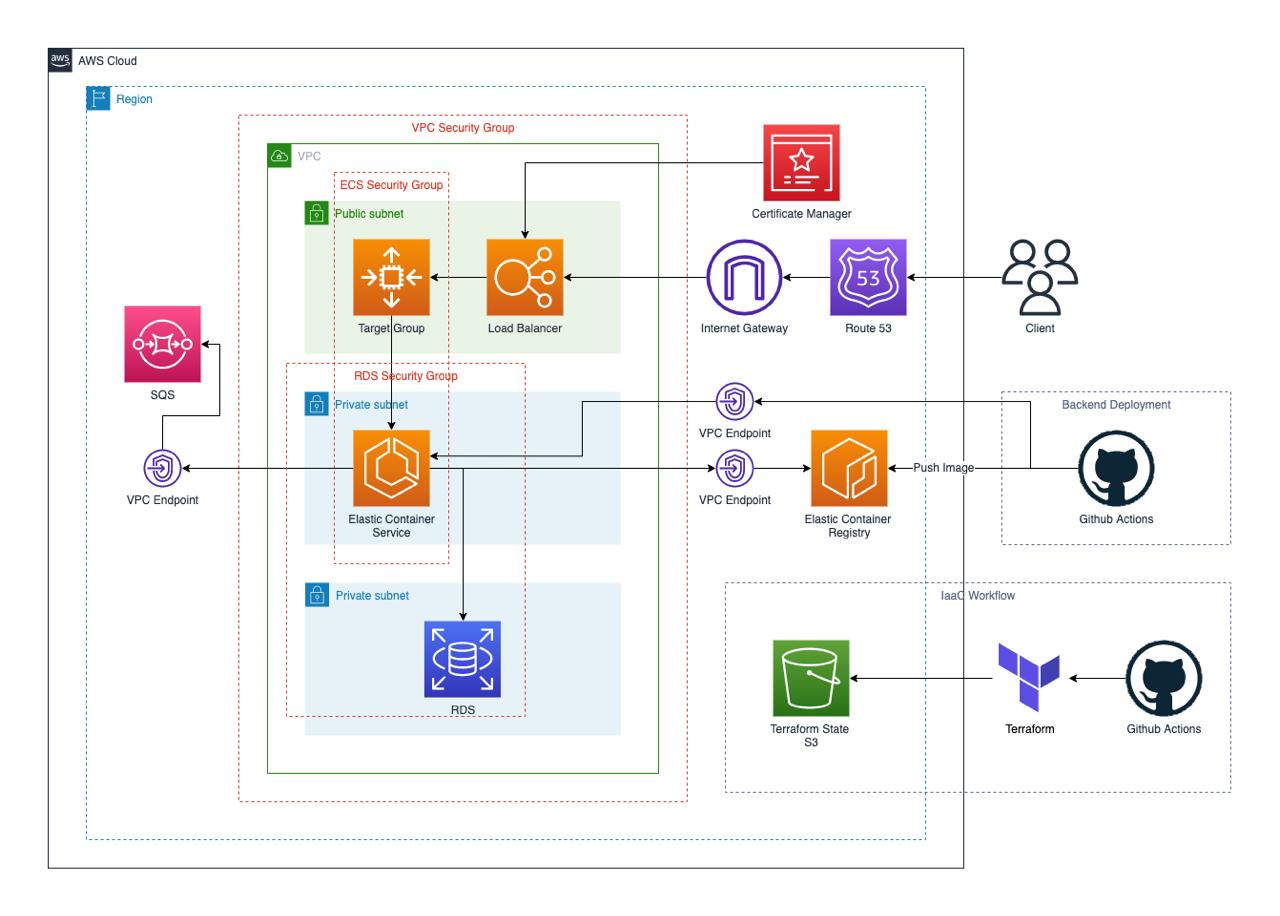 aws
AWS Cloud
Region
VPC Security Group
VPC
ECS Security Group
Public subnet
Certificate Manager
53
Target Group
Load Balancer
Internet Gateway
Route 53
Client
RDS Security Group
SQS
Private subnet
VPC Endpoint
Backend Deployment
Push Image
VPC Endpoint
VPC Endpoint
Elastic Container
Service
Elastic Container
Registry
Github Actions
Private subnet
IaaC Workflow
RDS
Terraform State
S3
Terraform
Github Actions